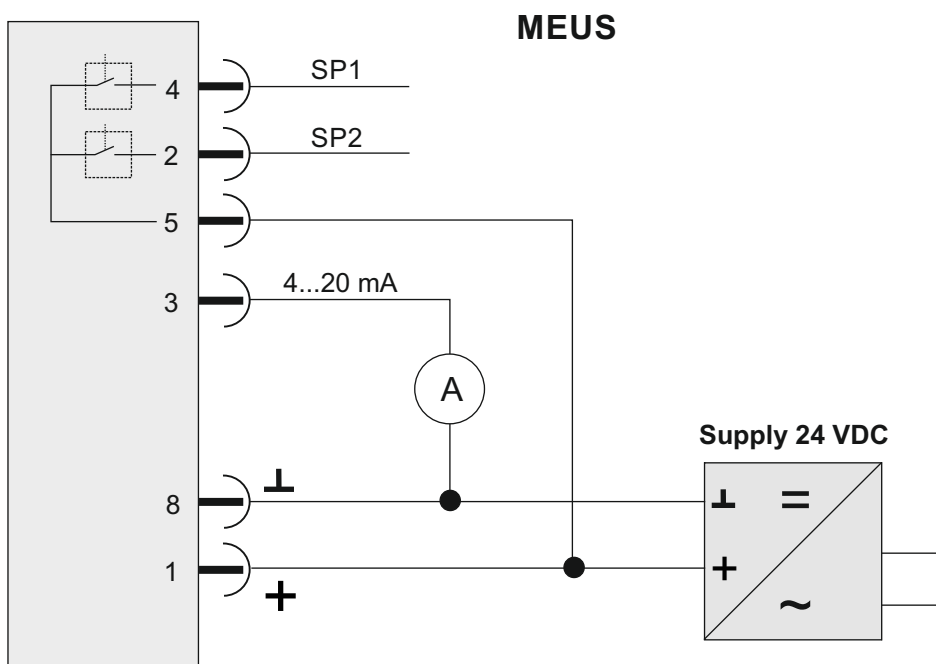 MEUS
4 SP1
2 SP2
5
3 4...20 mA
A
Supply 24 VDC
8 ⊥ ⊥ =
1 + +
~